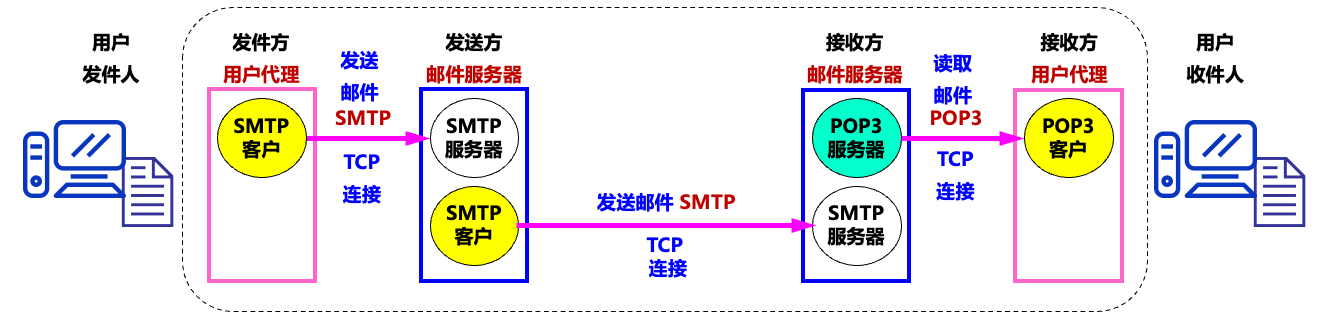 用户
发件人
发件方
用户代理
SMTP
客户
发送
邮件
SMTP
TCP
连接
发送方
邮件服务器
SMTP
服务器
SMTP
客户
发送邮件 SMTP
TCP
连接
接收方
邮件服务器
POP3
服务器
SMTP
服务器
读取
邮件
POP3
TCP
连接
接收方
用户代理
POP3
客户
用户
收件人